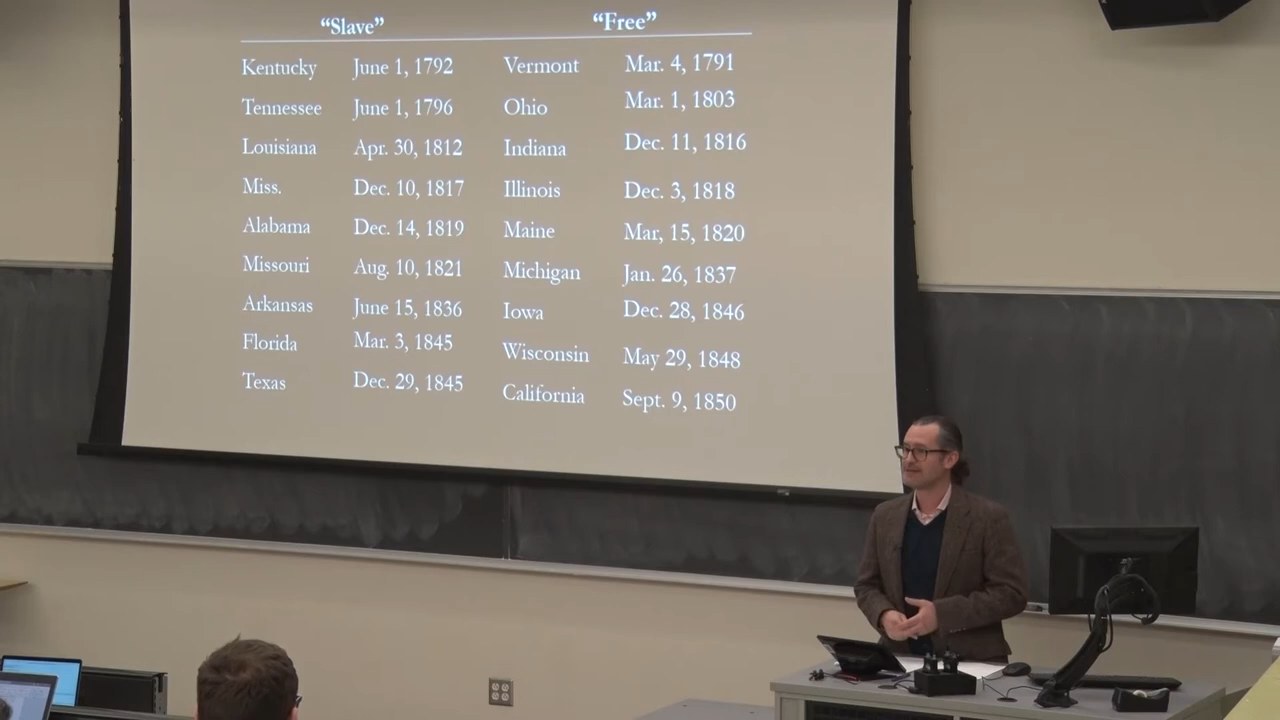 “Slave” “Free”
Kentucky June 1, 1792 Vermont Mar. 4, 1791
Tennessee June 1, 1796 Ohio Mar. 1, 1803
Louisiana Apr. 30, 1812 Indiana Dec. 11, 1816
Miss. Dec. 10, 1817 Illinois Dec. 3, 1818
Alabama Dec. 14, 1819 Maine Mar, 15, 1820
Missouri Aug. 10, 1821 Michigan Jan. 26, 1837
Arkansas June 15, 1836 Iowa Dec. 28, 1846
Florida Mar. 3, 1845 Wisconsin May 29, 1848
Texas Dec. 29, 1845 California Sept. 9, 1850